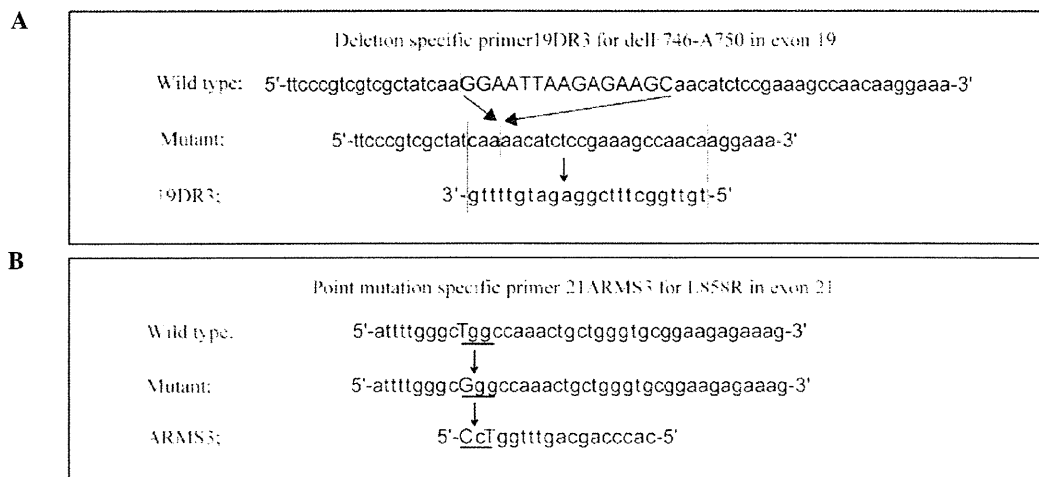 A
Deletion specific primer19DR3 for delE746-A750 in exon 19
Wild type: 5'-ttcccgtcgtcgctatcaaGGAATTAAGAGAAGCaacatctccgaaagccaacaaggaaa-3'
Mutant: 5'-ttcccgtcgctatcaaaacatctccgaaagccaacaaggaaa-3'
19DR3; 3'-gttttgtagaggctttcggttgt-5'
B
Point mutation specific primer 21ARMS3 for L858R in exon 21
Wild type. 5'-attttgggcTggccaaactgctgggtgcggaagagaaag-3'
Mutant: 5'-attttgggcGggccaaactgctgggtgcggaagagaaag-3'
ARMS3; 5'-CcTggtttgacgacccac-5'